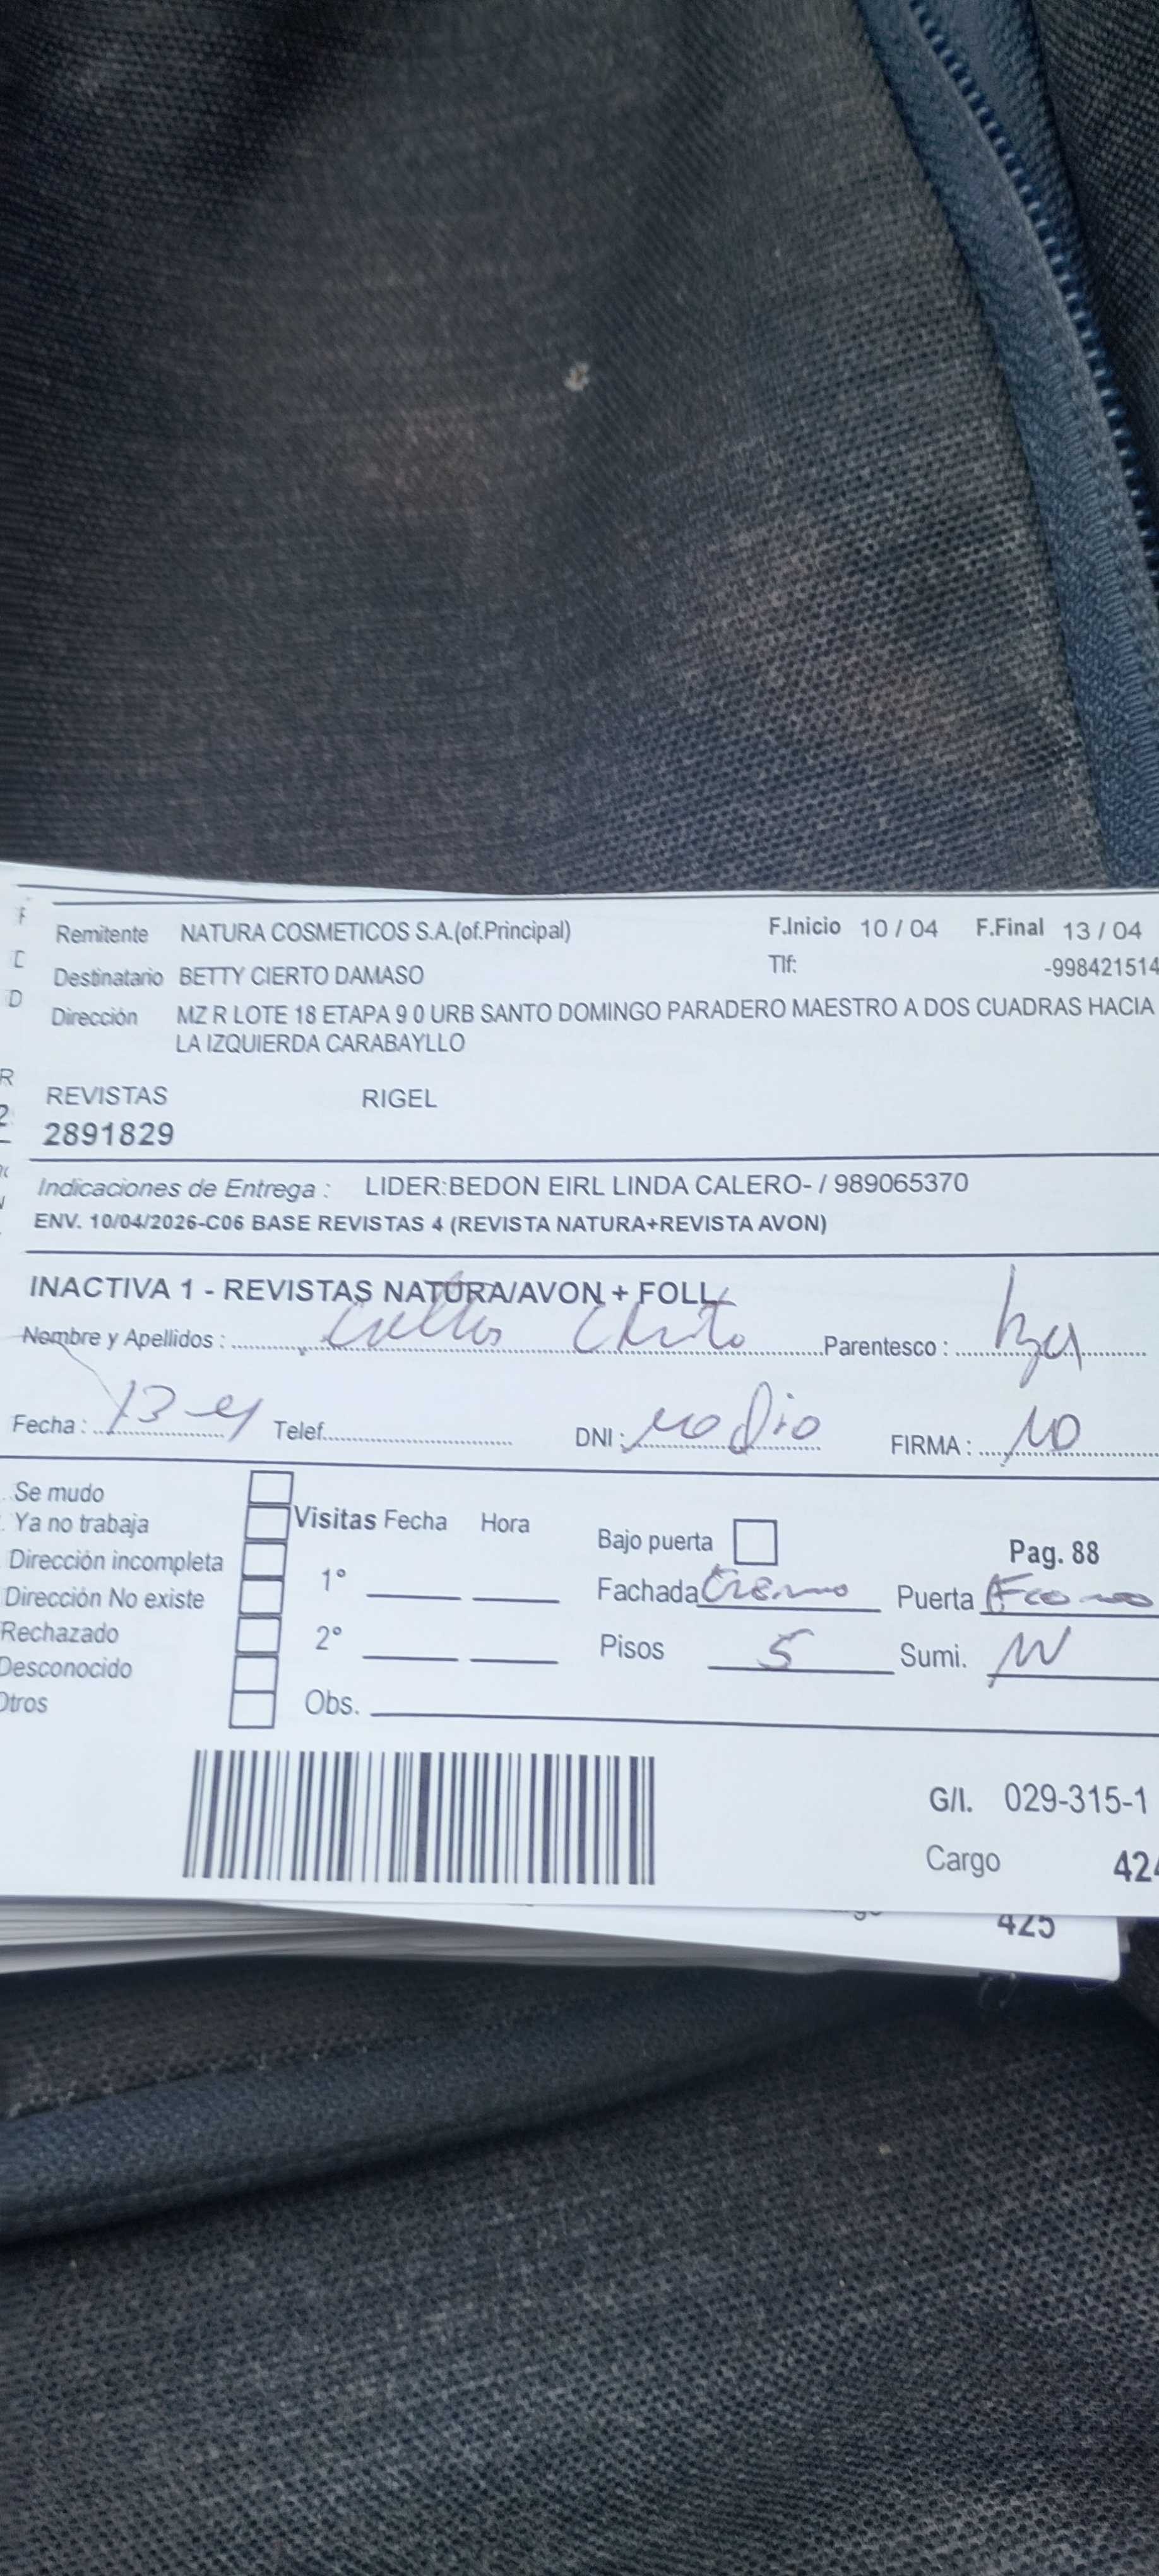 Remitente NATURA COSMETICOS S.A.(of.Principal) F.Inicio 10 / 04 F.Final 13 / 04
Destinatario BETTY CIERTO DAMASO Tlf: -998421514
Dirección MZ R LOTE 18 ETAPA 9 0 URB SANTO DOMINGO PARADERO MAESTRO A DOS CUADRAS HACIA
LA IZQUIERDA CARABAYLLO
REVISTAS RIGEL
2891829
Indicaciones de Entrega : LIDER:BEDON EIRL LINDA CALERO- / 989065370
ENV. 10/04/2026-C06 BASE REVISTAS 4 (REVISTA NATURA+REVISTA AVON)
INACTIVA 1 - REVISTAS NATURA/AVON + FOLL
Nombre y Apellidos : Parentesco :
Fecha : 13-4 Telef. DNI : no dio FIRMA : NO
Se mudo
Ya no trabaja Visitas Fecha Hora Bajo puerta
Dirección incompleta 1° Pag. 88
Dirección No existe Fachada Cremo Puerta
Rechazado 2° Pisos 5 Sumi.
Desconocido
Otros Obs.
G/I. 029-315-1
Cargo 424
425